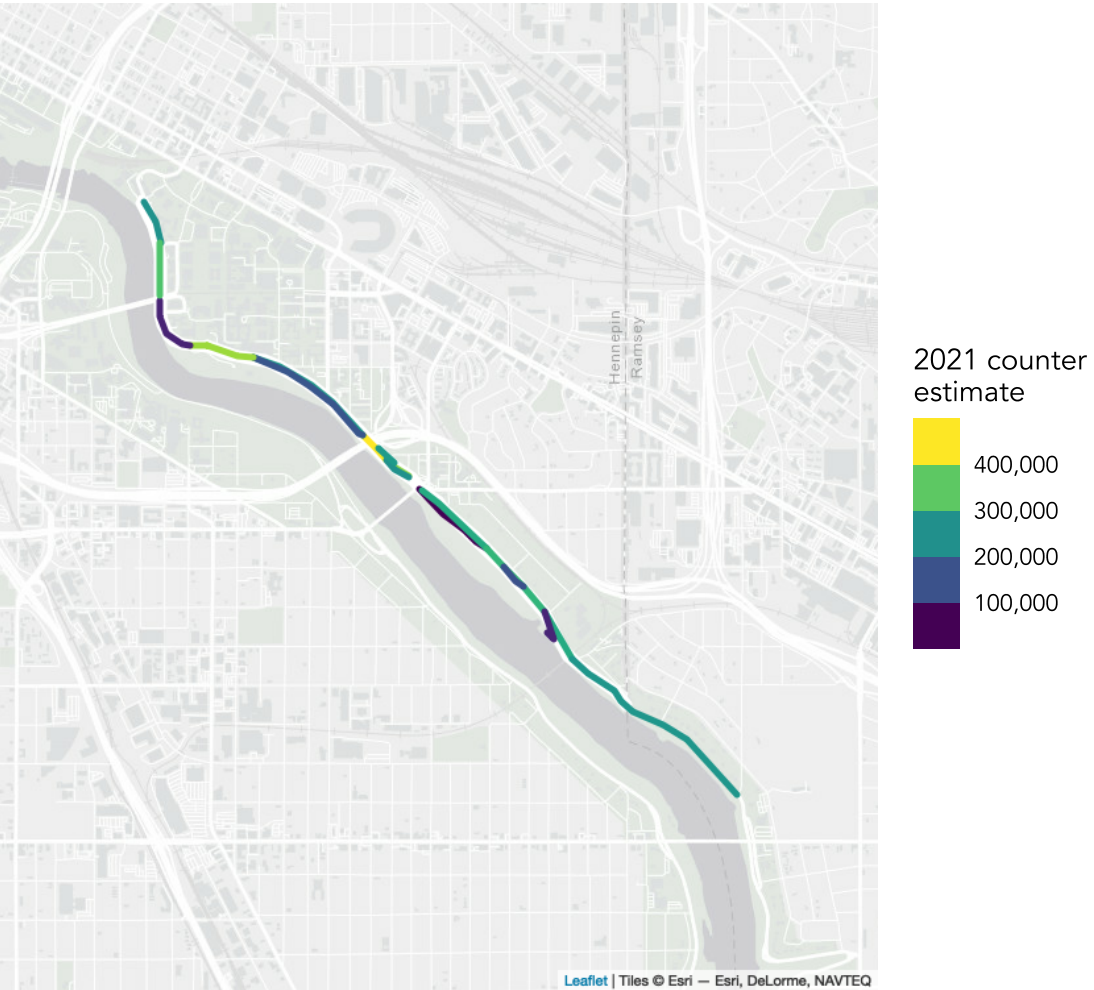 Hennepin
Ramsey
2021 counter
estimate
400,000
300,000
200,000
100,000
Leaflet | Tiles © Esri — Esri, DeLorme, NAVTEQ